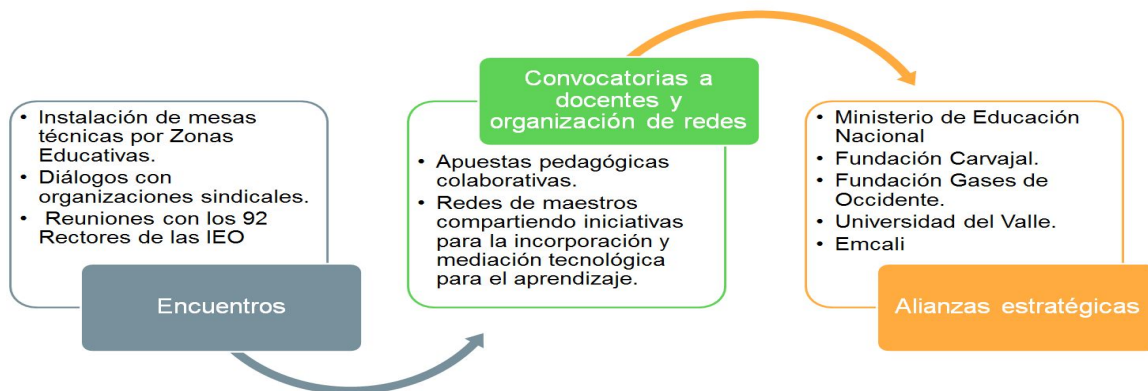 • Instalación de mesas
técnicas por Zonas
Educativas.
• Diálogos con
organizaciones sindicales.
• Reuniones con los 92
Rectores de las IEO
Encuentros
Convocatorias a
docentes y
organización de redes
• Apuestas pedagógicas
colaborativas.
• Redes de maestros
compartiendo iniciativas
para la incorporación y
mediación tecnológica
para el aprendizaje.
• Ministerio de Educación
Nacional
• Fundación Carvajal.
• Fundación Gases de
Occidente.
• Universidad del Valle.
• Emcali
Alianzas estratégicas